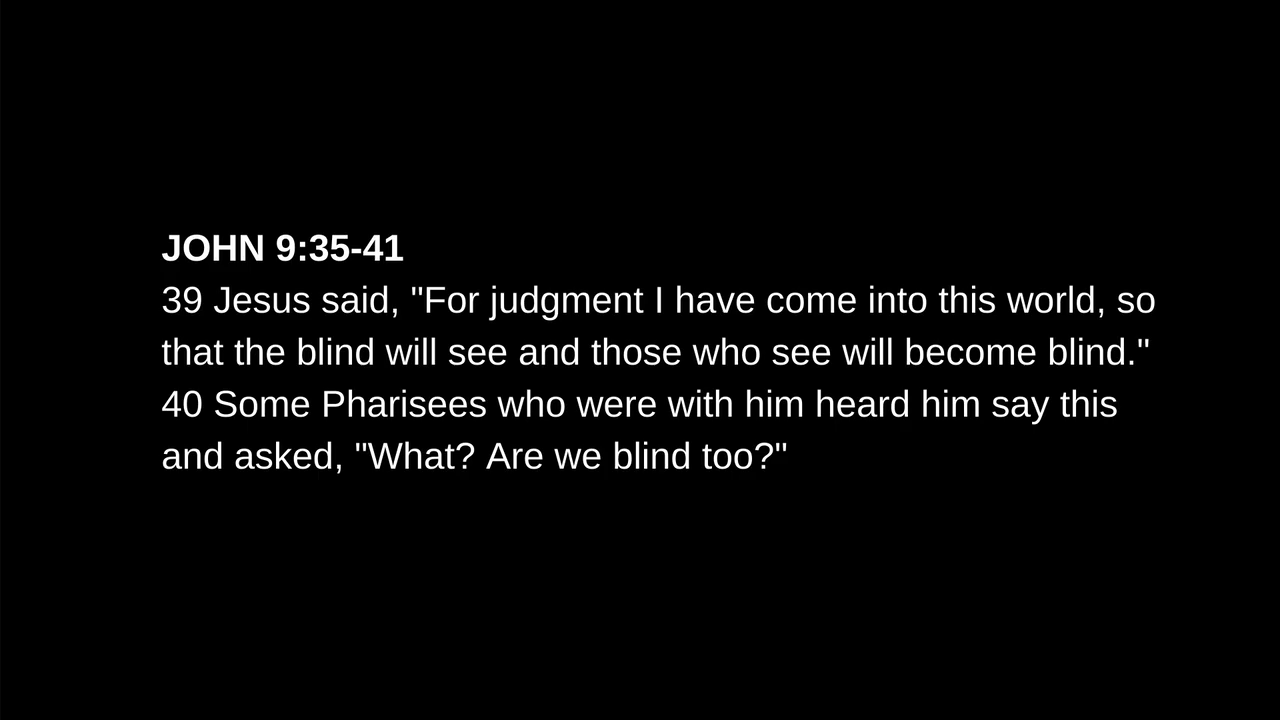 JOHN 9:35-41
39 Jesus said, "For judgment I have come into this world, so
that the blind will see and those who see will become blind."
40 Some Pharisees who were with him heard him say this
and asked, "What? Are we blind too?"